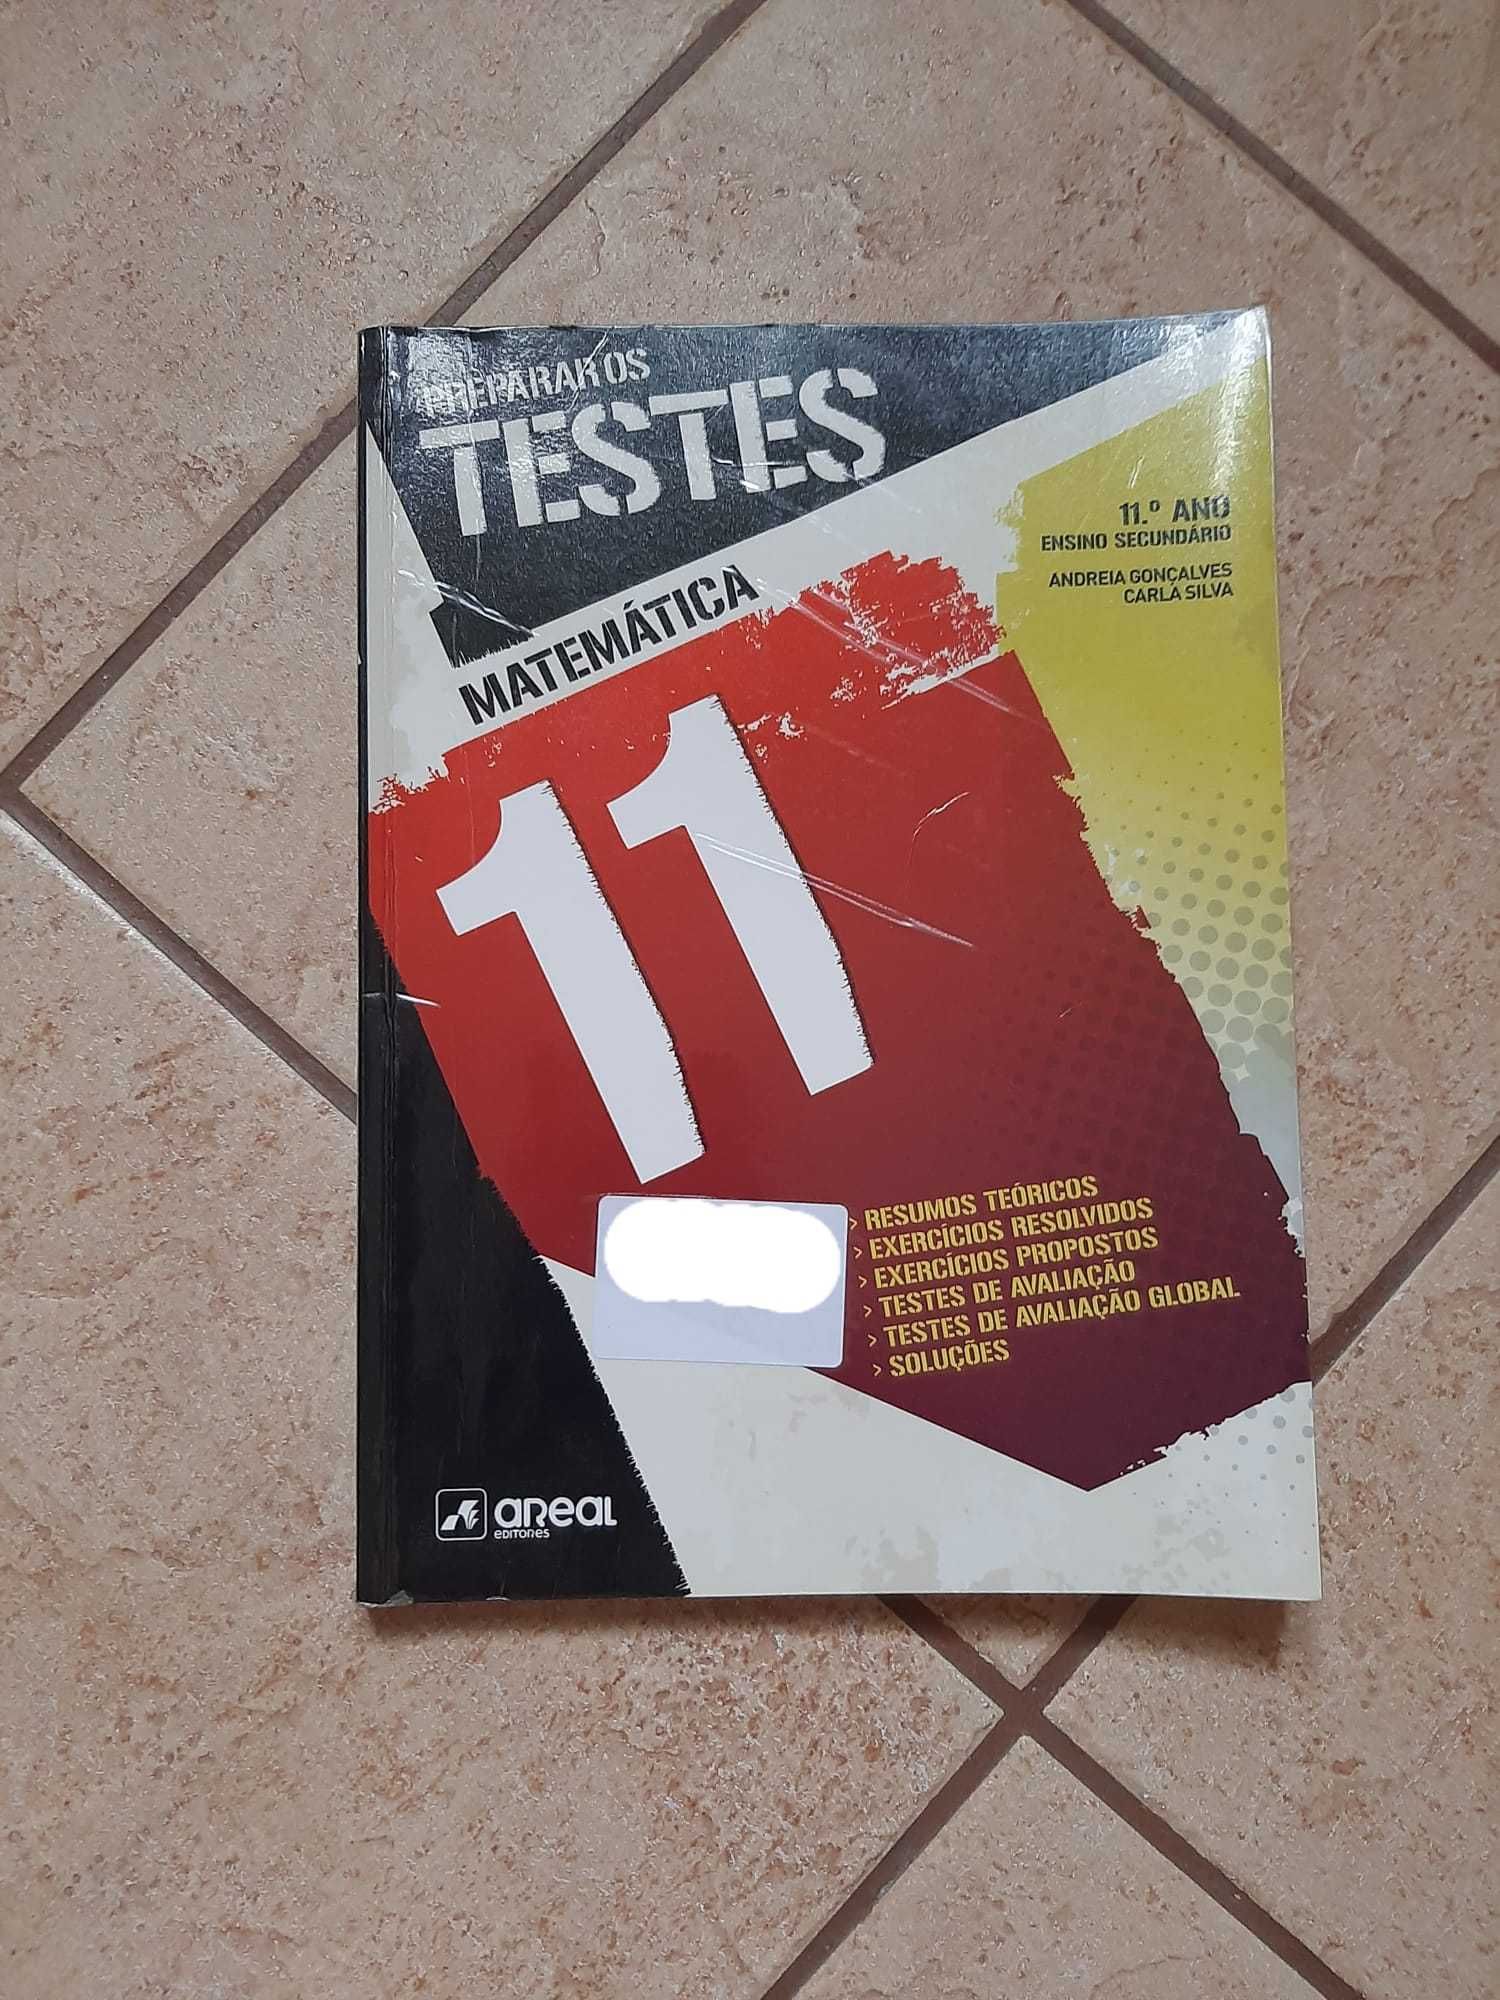 PREPARAR OS
TESTES
11.º ANO
ENSINO SECUNDÁRIO
ANDREIA GONÇALVES
CARLA SILVA
MATEMÁTICA
11
> RESUMOS TEÓRICOS
> EXERCÍCIOS RESOLVIDOS
> EXERCÍCIOS PROPOSTOS
> TESTES DE AVALIAÇÃO
> TESTES DE AVALIAÇÃO GLOBAL
> SOLUÇÕES
aReal
EDITORES